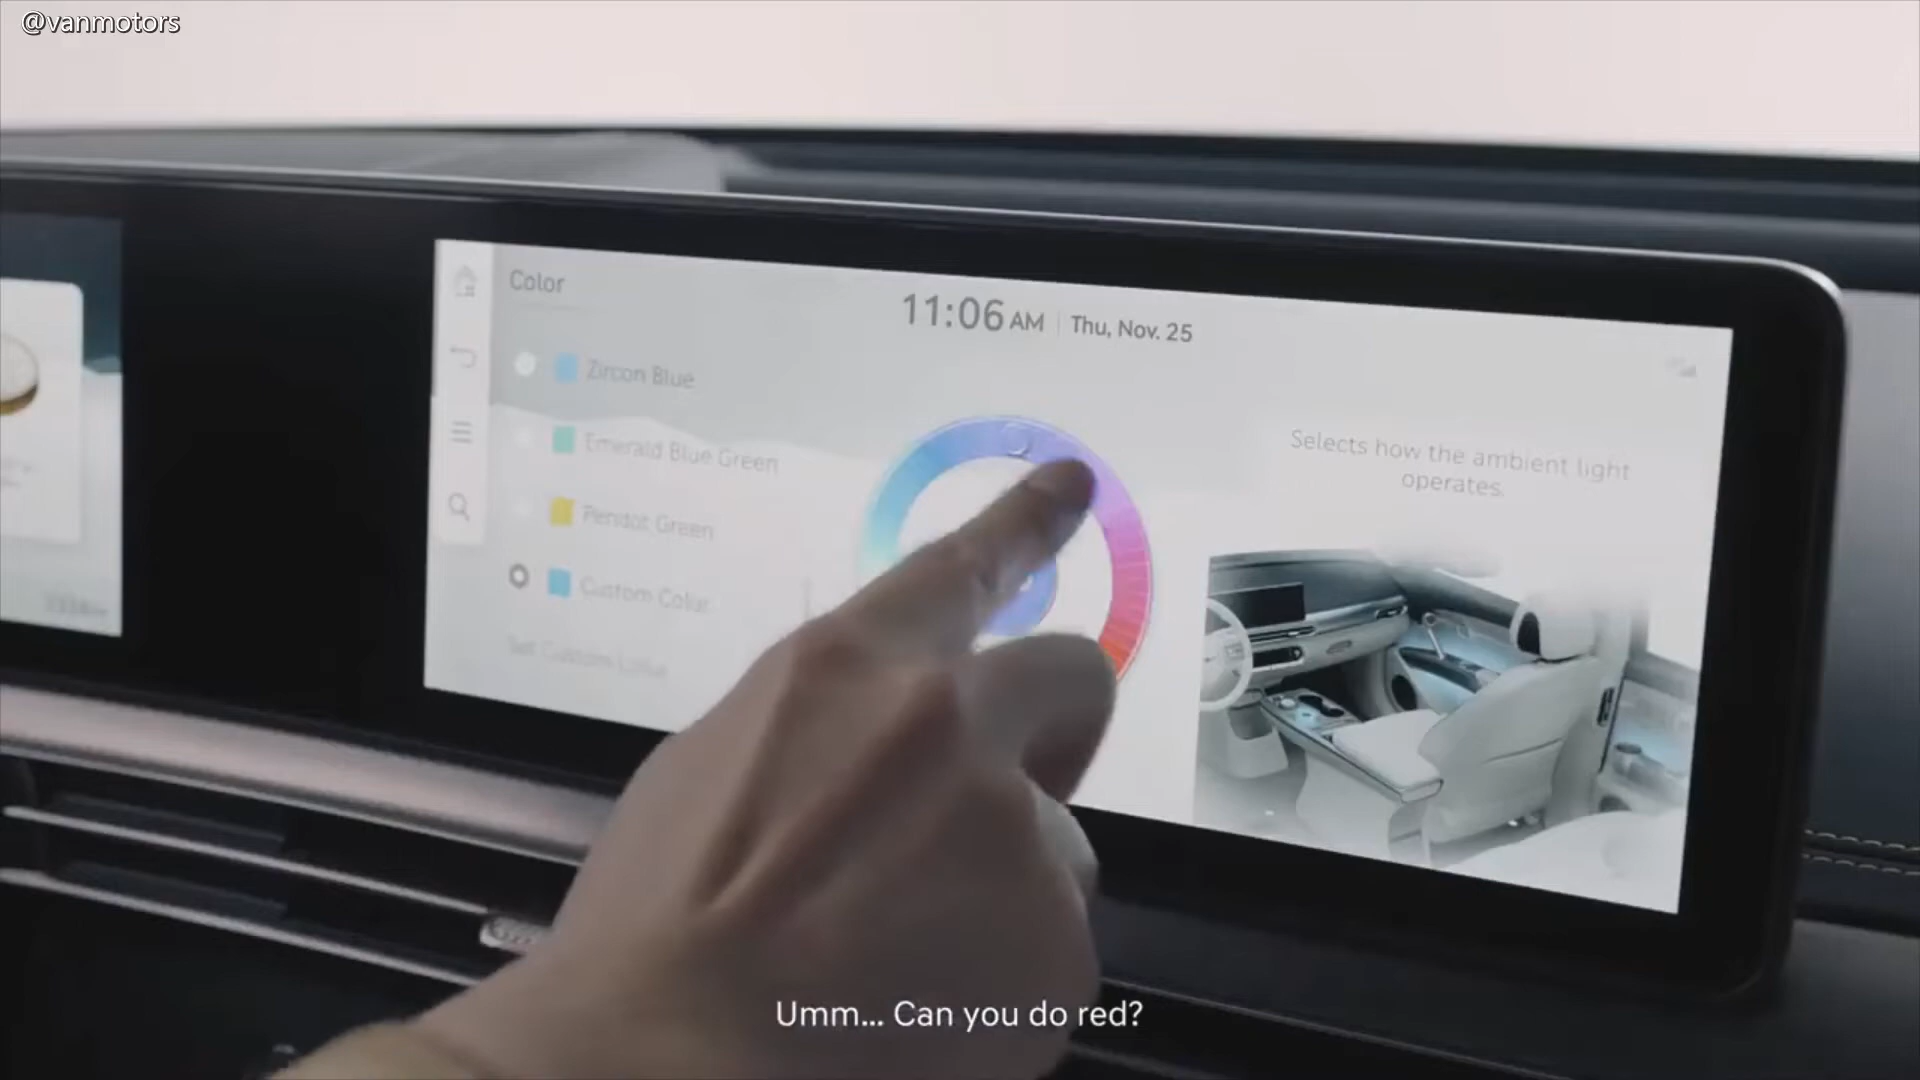 @vanmotors
Color
11:06 AM
Thu, Nov. 25
Zircon Blue
Emerald Blue Green
Peridot Green
Custom Color
Selects how the ambient light
operates.
Umm... Can you do red?